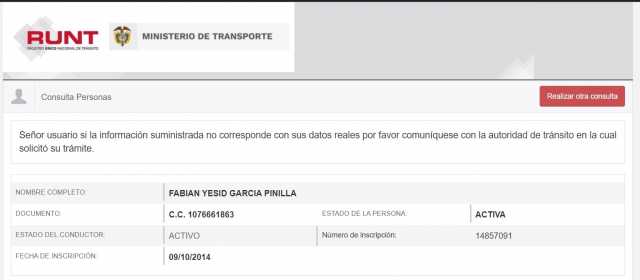 RUNT
REGISTRO ÚNICO NACIONAL DE TRÁNSITO
MINISTERIO DE TRANSPORTE
Consulta Personas
Realizar otra consulta
Señor usuario si la información suministrada no corresponde con sus datos reales por favor comuníquese con la autoridad de tránsito en la cual
solicitó su trámite.
NOMBRE COMPLETO: FABIAN YESID GARCIA PINILLA
DOCUMENTO: C.C. 1076661863 ESTADO DE LA PERSONA: ACTIVA
ESTADO DEL CONDUCTOR: ACTIVO Número de inscripción: 14857091
FECHA DE INSCRIPCIÓN: 09/10/2014